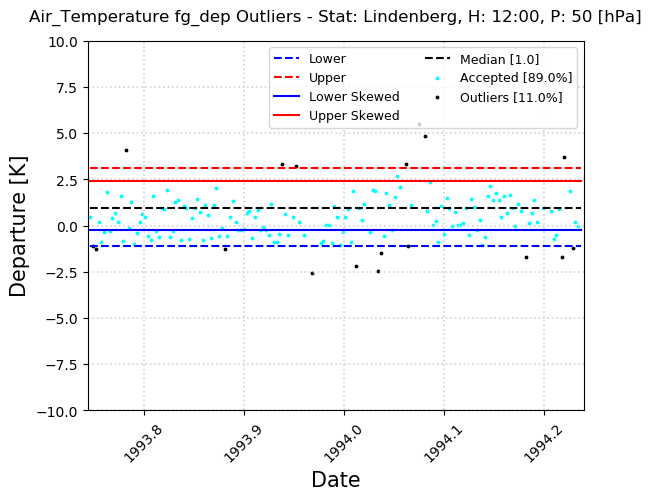 Air_Temperature fg_dep Outliers - Stat: Lindenberg, H: 12:00, P: 50 [hPa]
Lower
Upper
Lower Skewed
Upper Skewed
Median [1.0]
Accepted [89.0%]
Outliers [11.0%]
Departure [K]
10.0
7.5
5.0
2.5
0.0
−2.5
−5.0
−7.5
−10.0
1993.8
1993.9
1994.0
1994.1
1994.2
Date